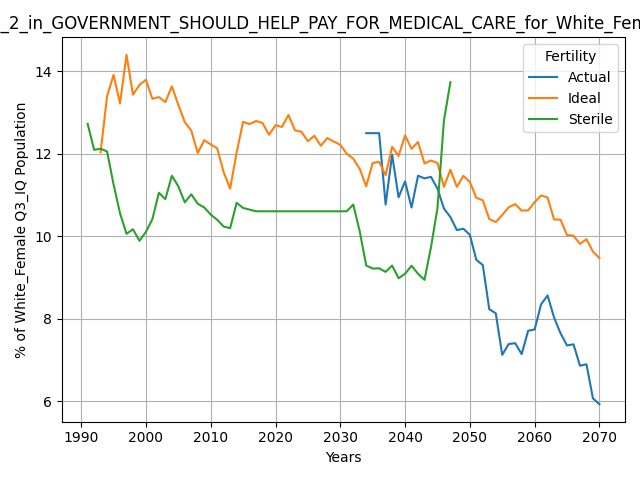 _2_in_GOVERNMENT_SHOULD_HELP_PAY_FOR_MEDICAL_CARE_for_White_Fem
Fertility
Actual
Ideal
Sterile
% of White_Female Q3_IQ Population
14
12
10
8
6
1990 2000 2010 2020 2030 2040 2050 2060 2070
Years